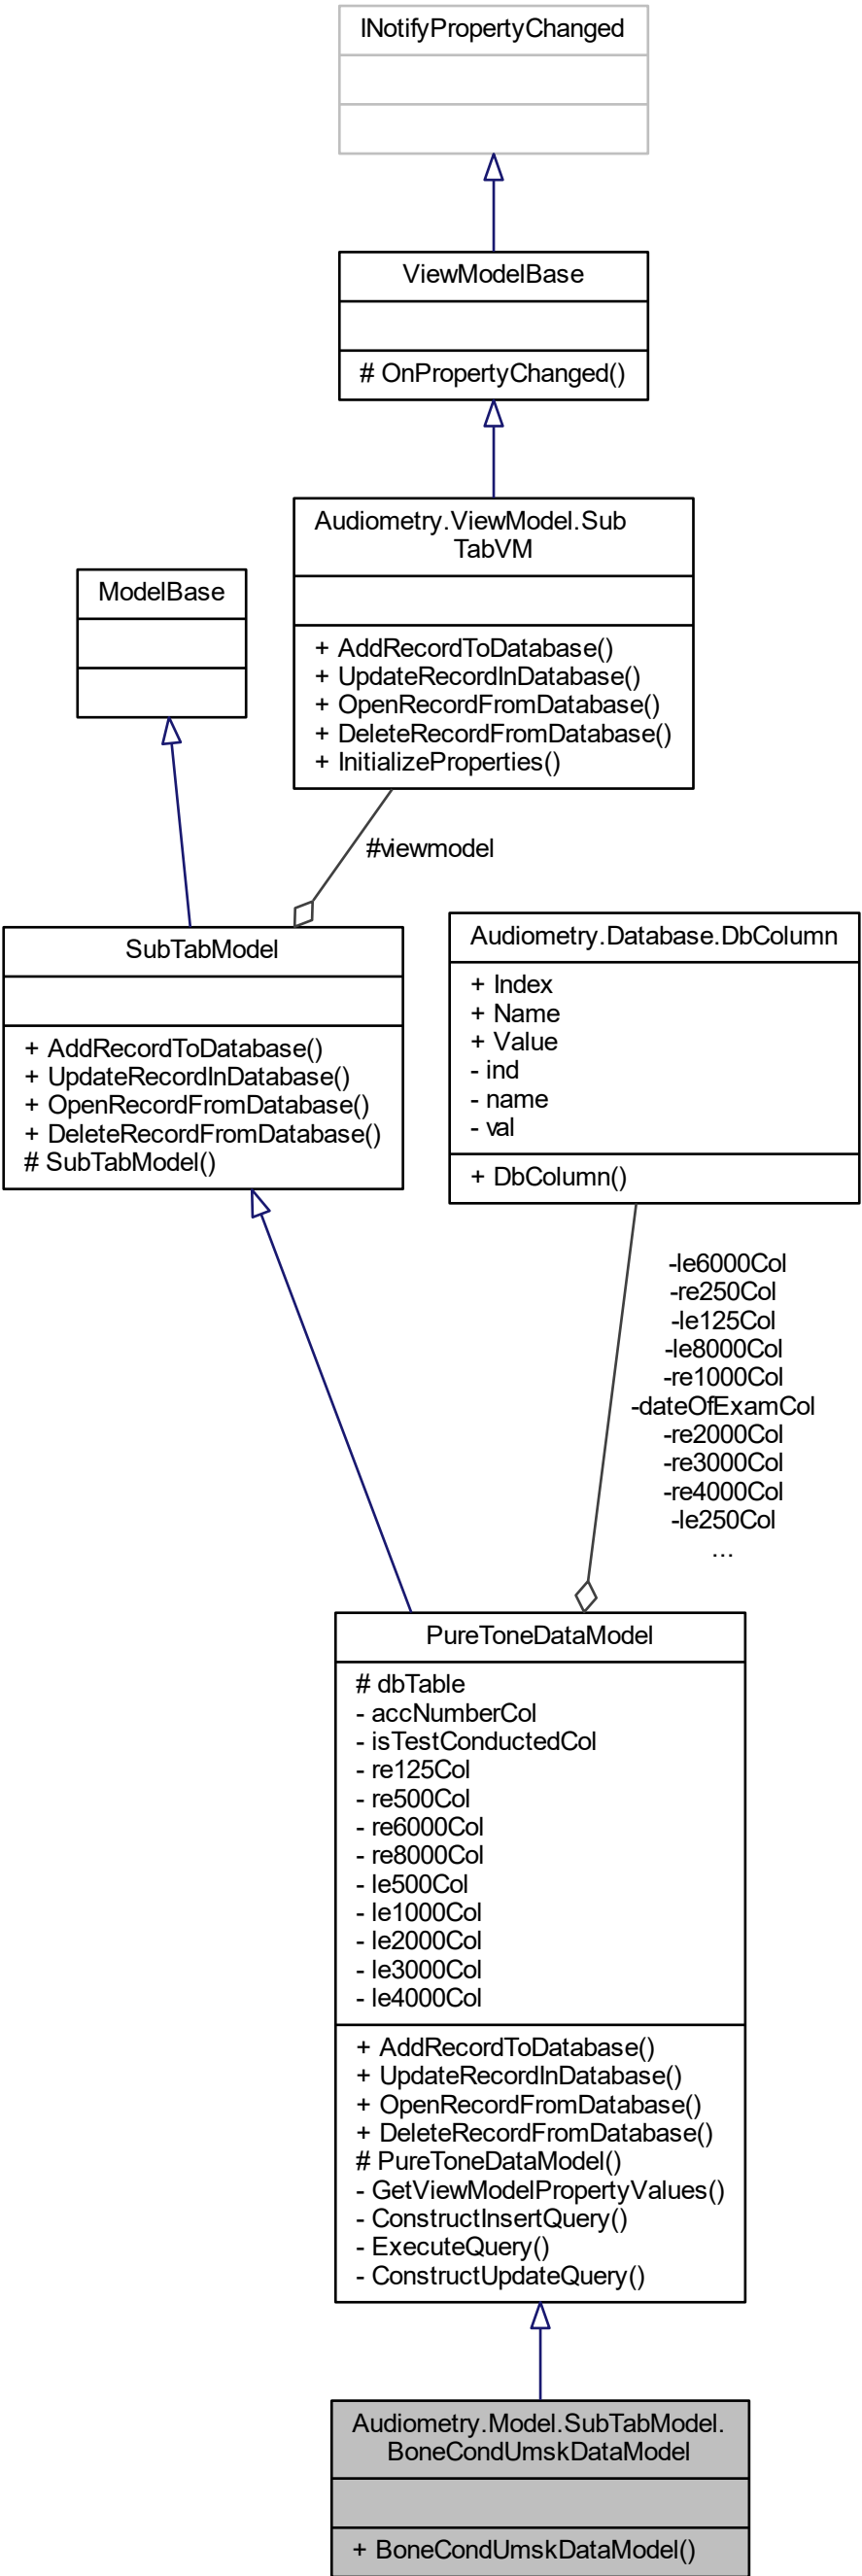 INotifyPropertyChanged
ViewModelBase
# OnPropertyChanged()
Audiometry.ViewModel.Sub
TabVM
+ AddRecordToDatabase()
+ UpdateRecordInDatabase()
+ OpenRecordFromDatabase()
+ DeleteRecordFromDatabase()
+ InitializeProperties()
ModelBase
#viewmodel
SubTabModel
+ AddRecordToDatabase()
+ UpdateRecordInDatabase()
+ OpenRecordFromDatabase()
+ DeleteRecordFromDatabase()
# SubTabModel()
Audiometry.Database.DbColumn
+ Index
+ Name
+ Value
- ind
- name
- val
+ DbColumn()
-le6000Col
-re250Col
-le125Col
-le8000Col
-re1000Col
-dateOfExamCol
-re2000Col
-re3000Col
-re4000Col
-le250Col
...
PureToneDataModel
# dbTable
- accNumberCol
- isTestConductedCol
- re125Col
- re500Col
- re6000Col
- re8000Col
- le500Col
- le1000Col
- le2000Col
- le3000Col
- le4000Col
+ AddRecordToDatabase()
+ UpdateRecordInDatabase()
+ OpenRecordFromDatabase()
+ DeleteRecordFromDatabase()
# PureToneDataModel()
- GetViewModelPropertyValues()
- ConstructInsertQuery()
- ExecuteQuery()
- ConstructUpdateQuery()
Audiometry.Model.SubTabModel.
BoneCondUmskDataModel
+ BoneCondUmskDataModel()